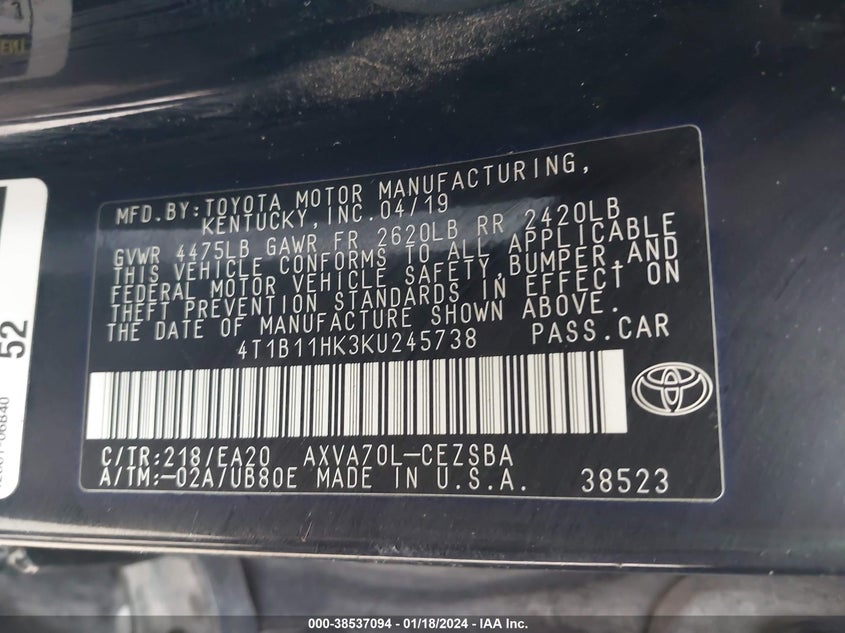 MFD.BY:TOYOTA MOTOR MANUFACTURING,
KENTUCKY,INC.04/19
GVWR 4475LB GAWR FR 2620LB RR 2420LB
THIS VEHICLE CONFORMS TO ALL APPLICABLE
FEDERAL MOTOR VEHICLE SAFETY,BUMPER,AND
THEFT PREVENTION STANDARDS IN EFFECT ON
THE DATE OF MANUFACTURE SHOWN ABOVE.
4T1B11HK3KU245738 PASS.CAR
C/TR:218/EA20 AXVA70L-CEZSBA
A/TM:-02A/UB80E MADE IN U.S.A. 38523
52
000-38537094 - 01/18/2024 - IAA Inc.